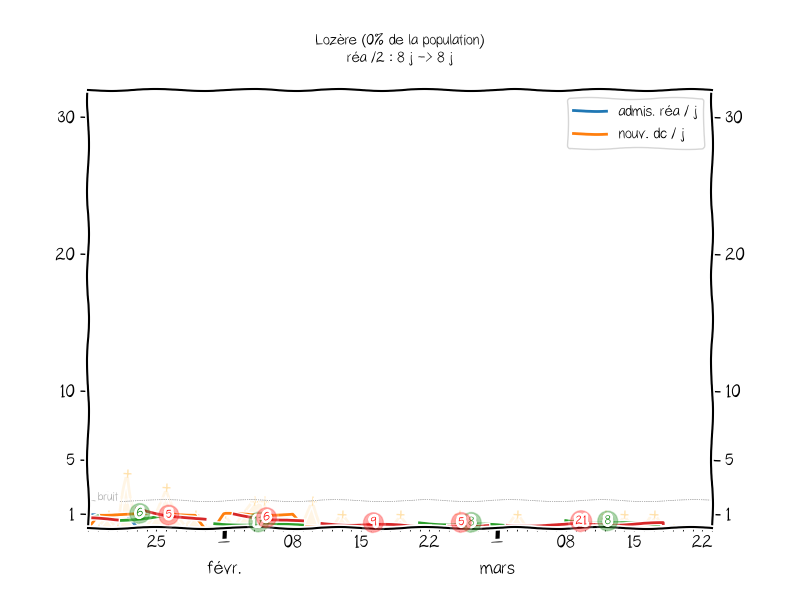 Lozère (0% de la population)
réa /2 : 8 j -> 8 j
admis. réa / j
nouv. dc / j
30 30
20 20
10 10
5 5
1 1
bruit
6 5 6 9 5 8 21 8
25 08 15 22 08 15 22
févr. mars